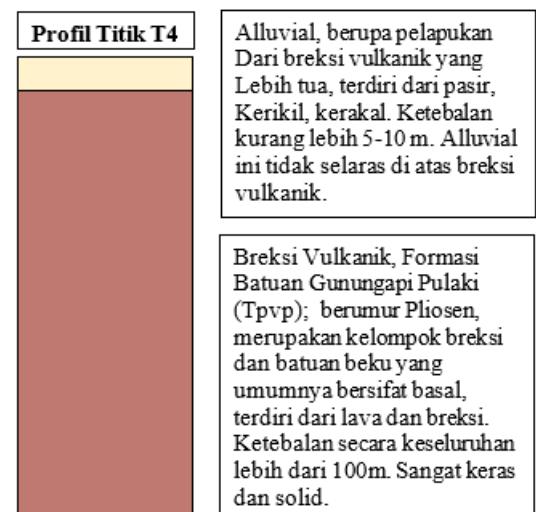 Profil Titik T4
Alluvial, berupa pelapukan
Dari breksi vulkanik yang
Lebih tua, terdiri dari pasir,
Kerikil, kerakal. Ketebalan
kurang lebih 5-10 m. Alluvial
ini tidak selaras di atas breksi
vulkanik.
Breksi Vulkanik, Formasi
Batuan Gunungapi Pulaki
(Tpvp); berumur Pliosen,
merupakan kelompok breksi
dan batuan beku yang
umumnya bersifat basal,
terdiri dari lava dan breksi.
Ketebalan secara keseluruhan
lebih dari 100m. Sangat keras
dan solid.